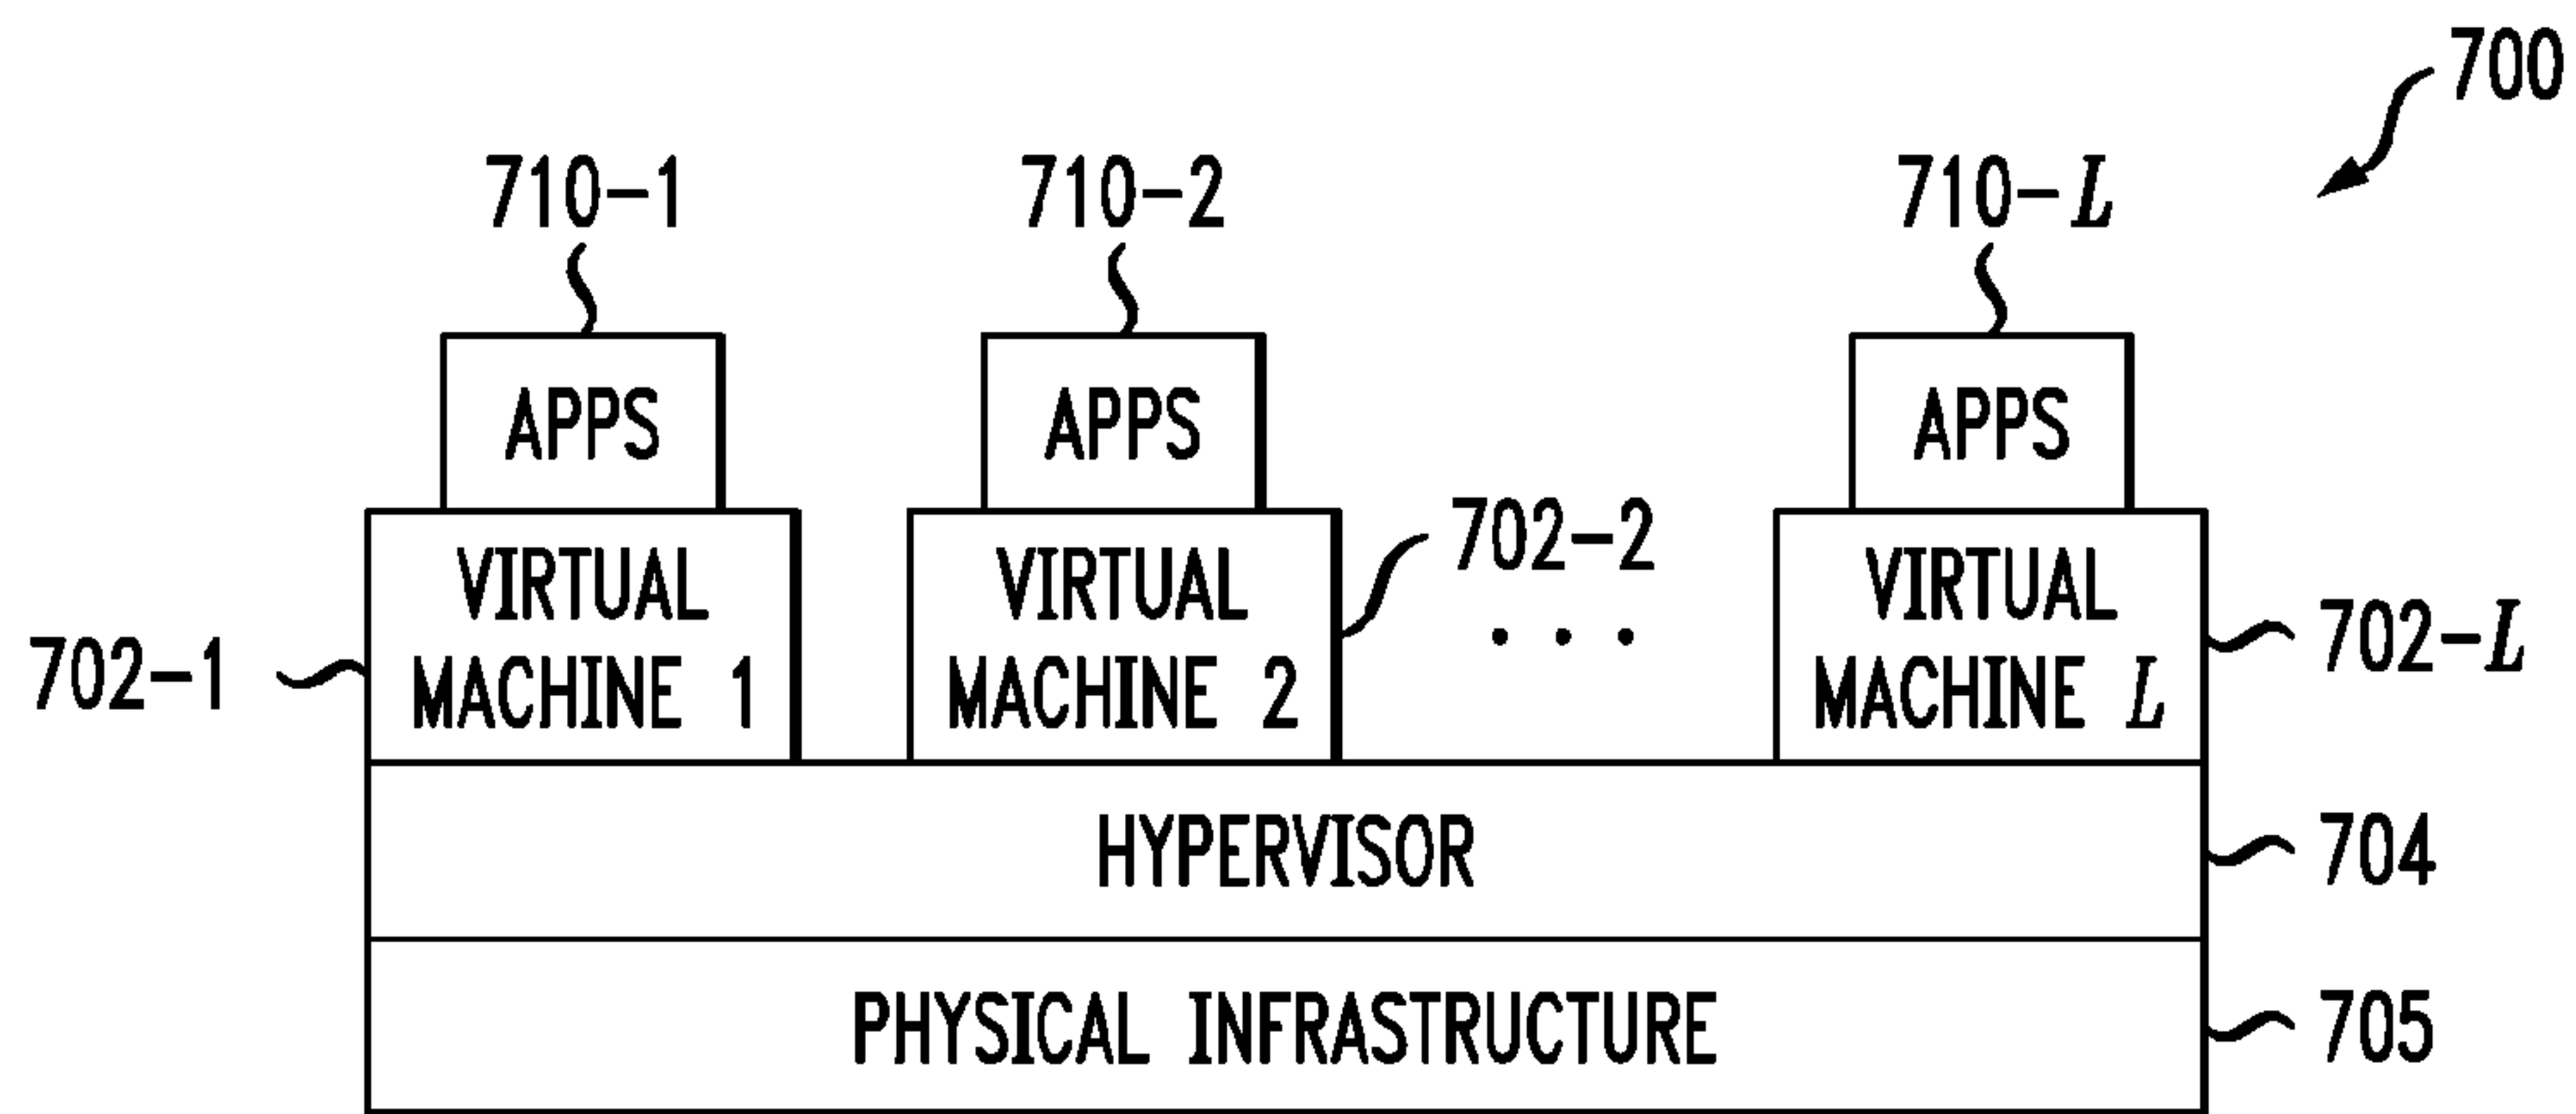 700
710-1
710-2
710-L
APPS
APPS
APPS
702-2
VIRTUAL
MACHINE 1
VIRTUAL
MACHINE 2
. . .
VIRTUAL
MACHINE L
702-1
702-L
HYPERVISOR
704
PHYSICAL INFRASTRUCTURE
705